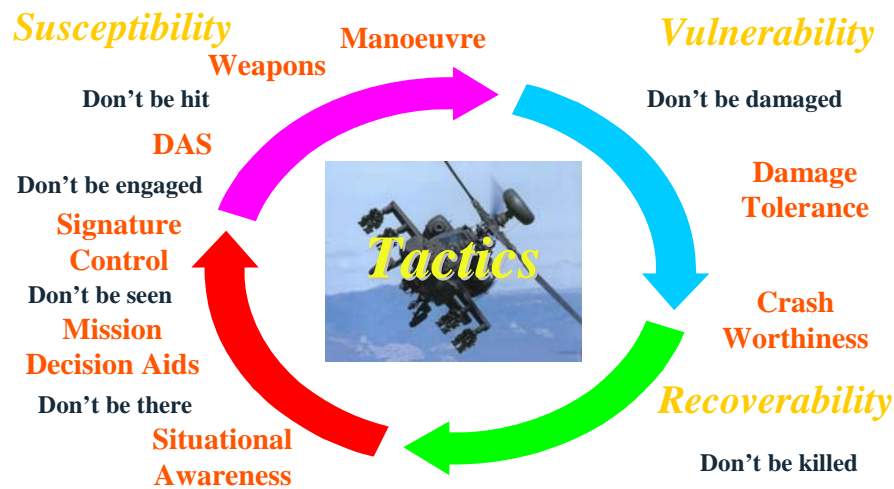 Susceptibility
Manoeuvre
Weapons
Don’t be hit
DAS
Don’t be engaged
Signature
Control
Don’t be seen
Mission
Decision Aids
Don’t be there
Situational
Awareness
Tactics
Vulnerability
Don’t be damaged
Damage
Tolerance
Crash
Worthiness
Recoverability
Don’t be killed